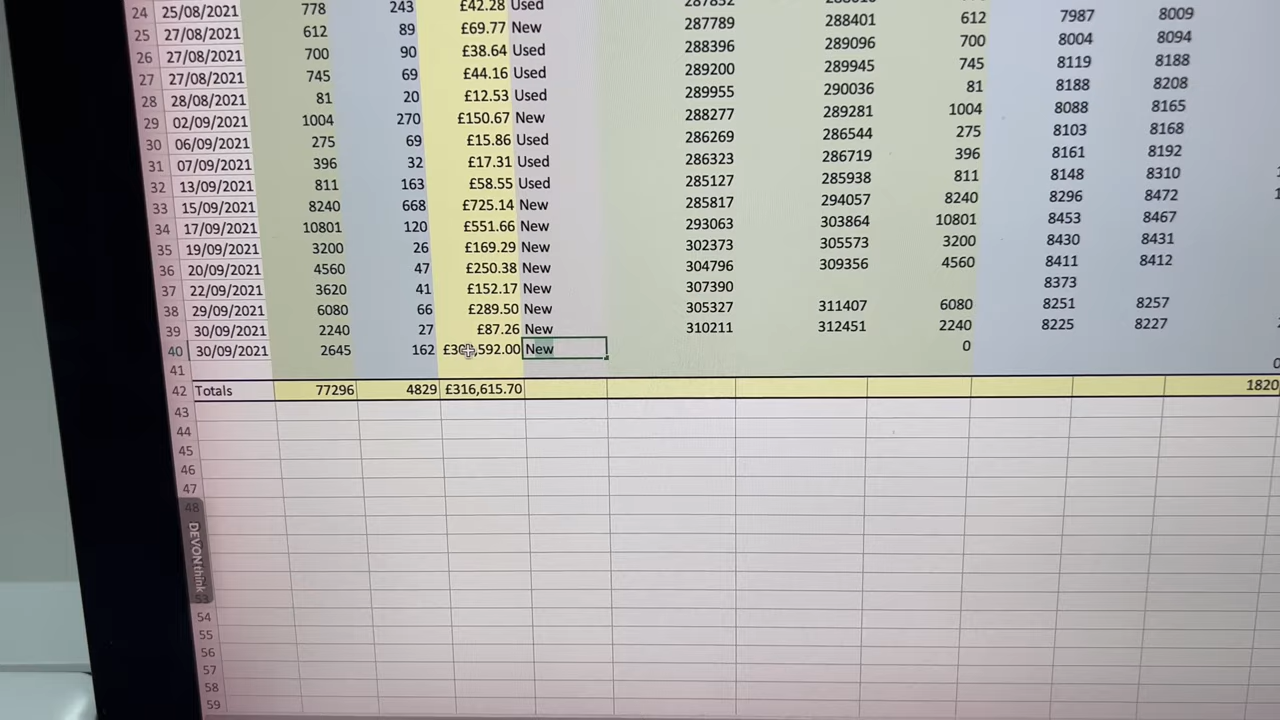 24 25/08/2021 778 243 £42.28 Used 7987 8009
25 27/08/2021 612 89 £69.77 New 287789 288401 612 8004 8094
26 27/08/2021 700 90 £38.64 Used 288396 289096 700 8119 8188
27 27/08/2021 745 69 £44.16 Used 289200 289945 745 8188 8208
28 28/08/2021 81 20 £12.53 Used 289955 290036 81 8088 8165
29 02/09/2021 1004 270 £150.67 New 288277 289281 1004 8103 8168
30 06/09/2021 275 69 £15.86 Used 286269 286544 275 8161 8192
31 07/09/2021 396 32 £17.31 Used 286323 286719 396 8148 8310
32 13/09/2021 811 163 £58.55 Used 285127 285938 811 8296 8472
33 15/09/2021 8240 668 £725.14 New 285817 294057 8240 8453 8467
34 17/09/2021 10801 120 £551.66 New 293063 303864 10801 8430 8431
35 19/09/2021 3200 26 £169.29 New 302373 305573 3200 8411 8412
36 20/09/2021 4560 47 £250.38 New 304796 309356 4560 8373
37 22/09/2021 3620 41 £152.17 New 307390
38 29/09/2021 6080 66 £289.50 New 305327 311407 6080 8251 8257
39 30/09/2021 2240 27 £87.26 New 310211 312451 2240 8225 8227
40 30/09/2021 2645 162 New 0
41
42 Totals 77296 4829 £316,615.70 1820
43
44
45
46
47
48
DEVONthink
53
54
55
56
57
58
59